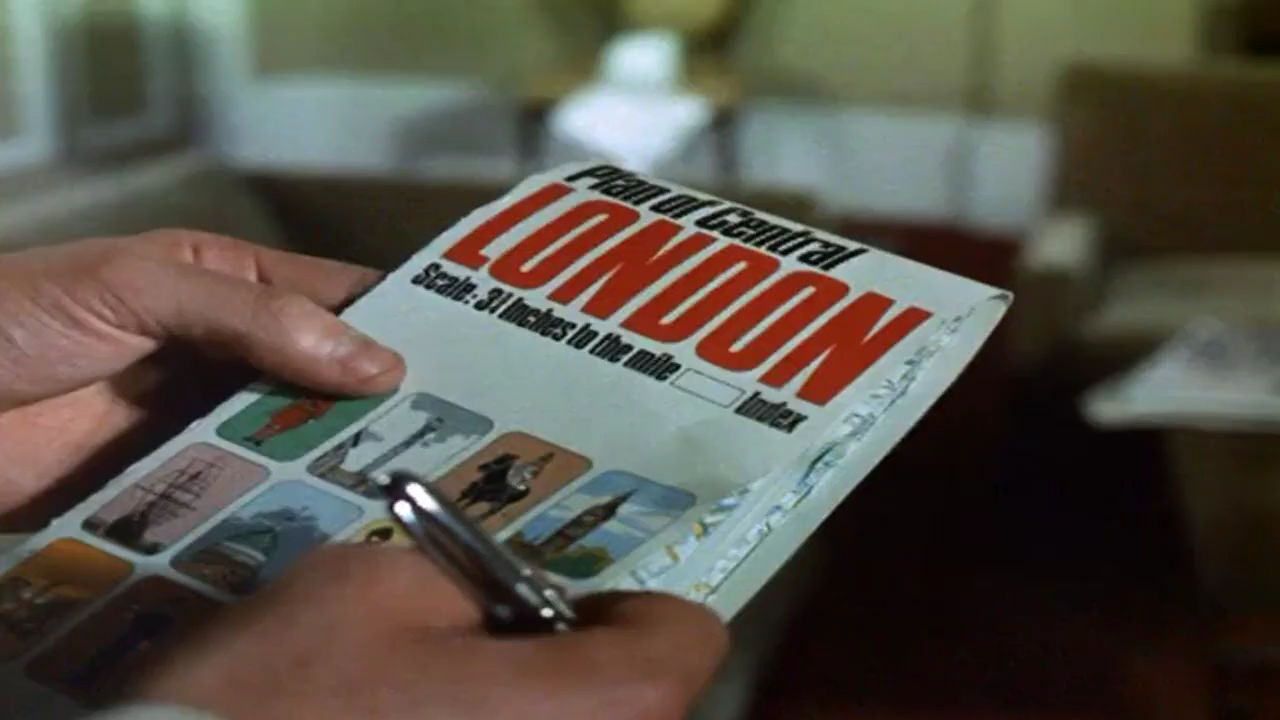 Plan of Central
LONDON
Scale: 3½ inches to the mile
Index